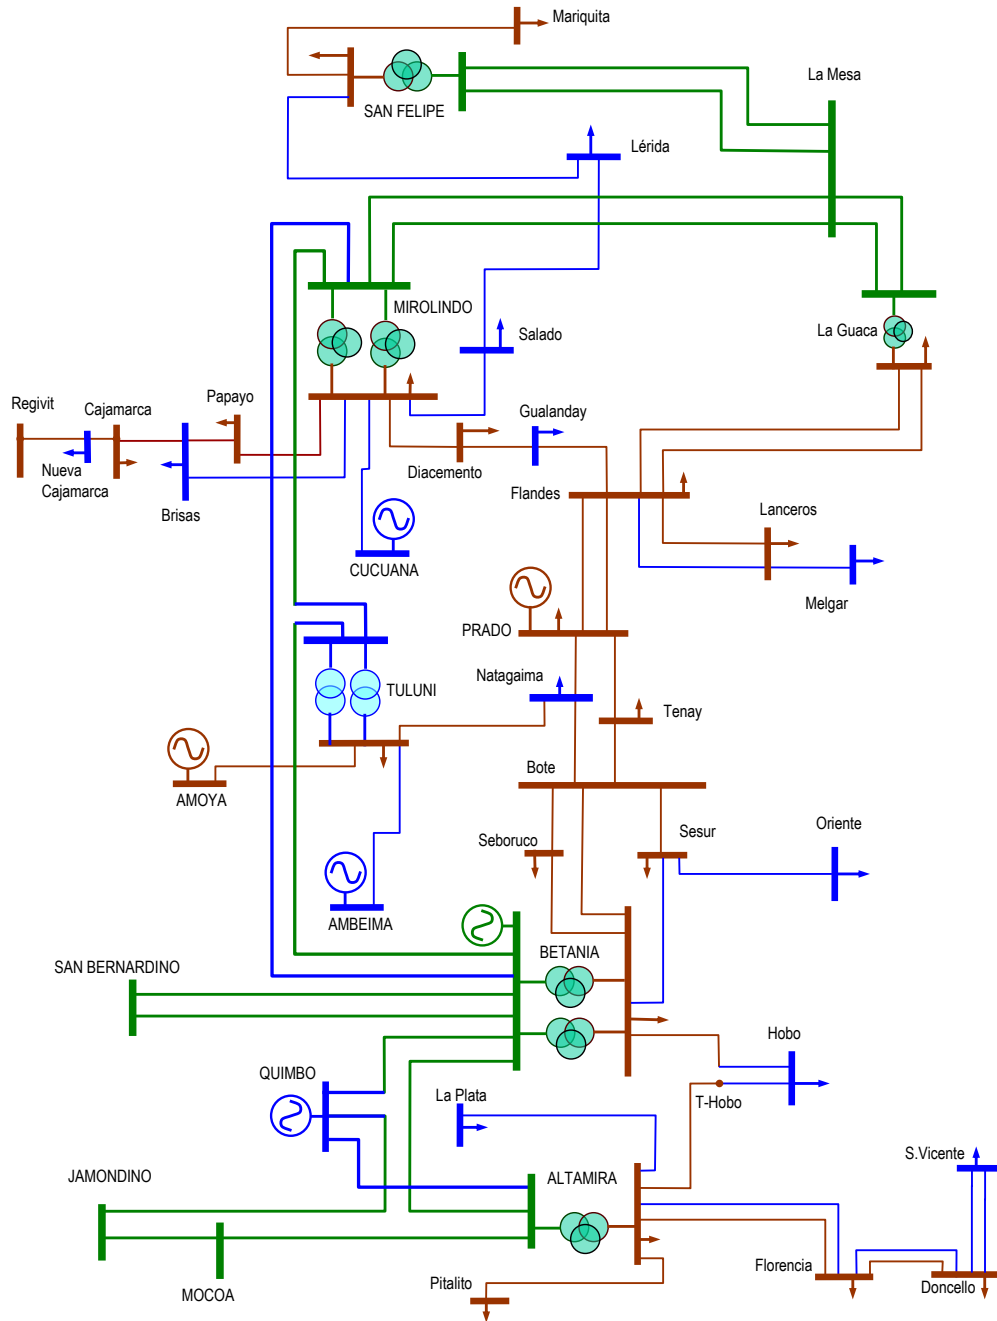 Mariquita
La Mesa
SAN FELIPE
Lérida
MIROLINDO
Salado
La Guaca
Regivit
Cajamarca
Papayo
Gualanday
Nueva
Cajamarca
Diacemento
Flandes
Brisas
Lanceros
CUCUANA
Melgar
PRADO
Natagaima
TULUNI
Tenay
Bote
AMOYA
Seboruco
Sesur
Oriente
AMBEIMA
BETANIA
SAN BERNARDINO
Hobo
QUIMBO
La Plata
T-Hobo
S.Vicente
JAMONDINO
ALTAMIRA
Florencia
Doncello
Pitalito
MOCOA